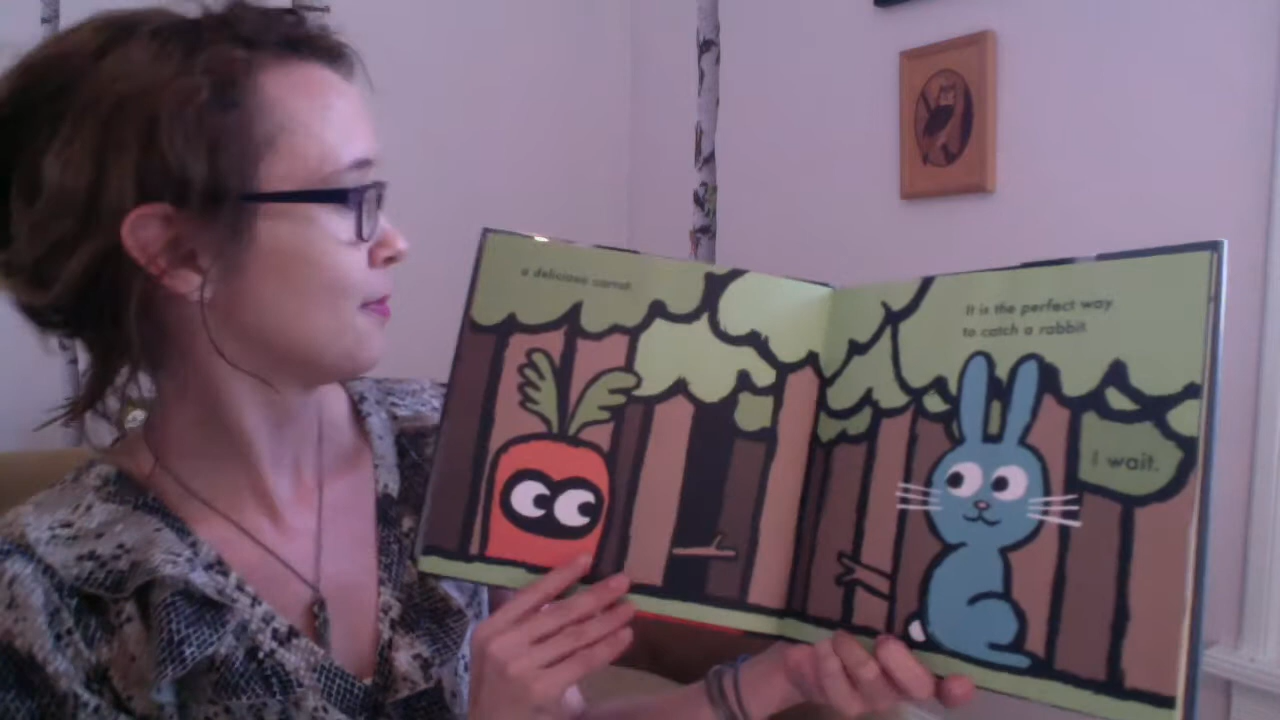 a delicious carrot.
It is the perfect way
to catch a rabbit.
I wait.